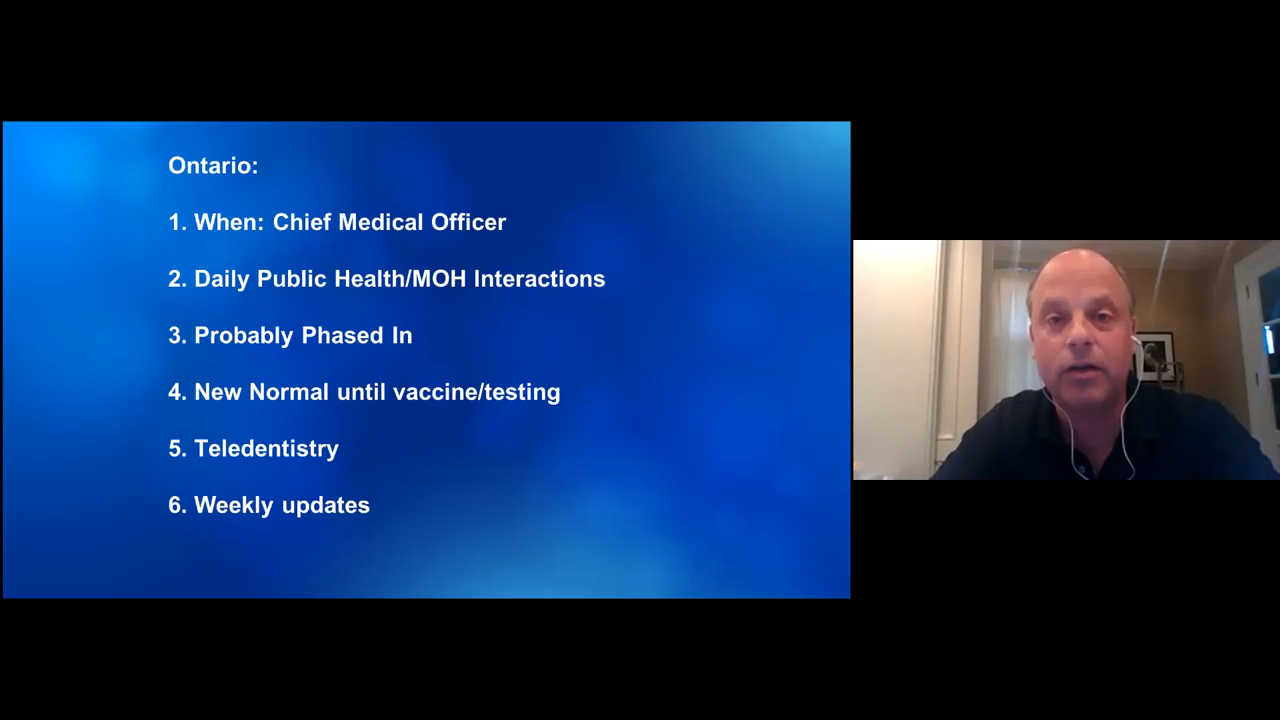 Ontario:
1. When: Chief Medical Officer
2. Daily Public Health/MOH Interactions
3. Probably Phased In
4. New Normal until vaccine/testing
5. Teledentistry
6. Weekly updates